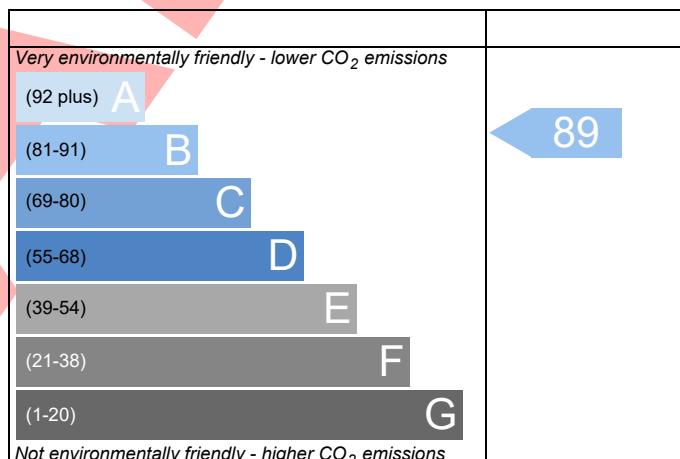 Very environmentally friendly - lower CO2 emissions
(92 plus) A
(81-91) B
89
(69-80) C
(55-68) D
(39-54) E
(21-38) F
(1-20) G
Not environmentally friendly - higher CO2 emissions